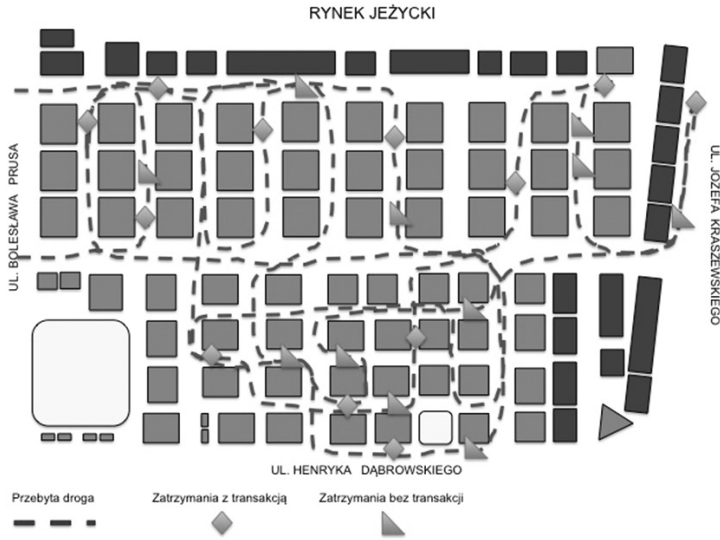 RYNEK JEŻYCKI
UL. BOLESŁAWA PRUSA
UL. JÓZEFA KRASZEWSKIEGO
UL. HENRYKA DĄBROWSKIEGO
Przebyta droga
Zatrzymania z transakcją
Zatrzymania bez transakcji